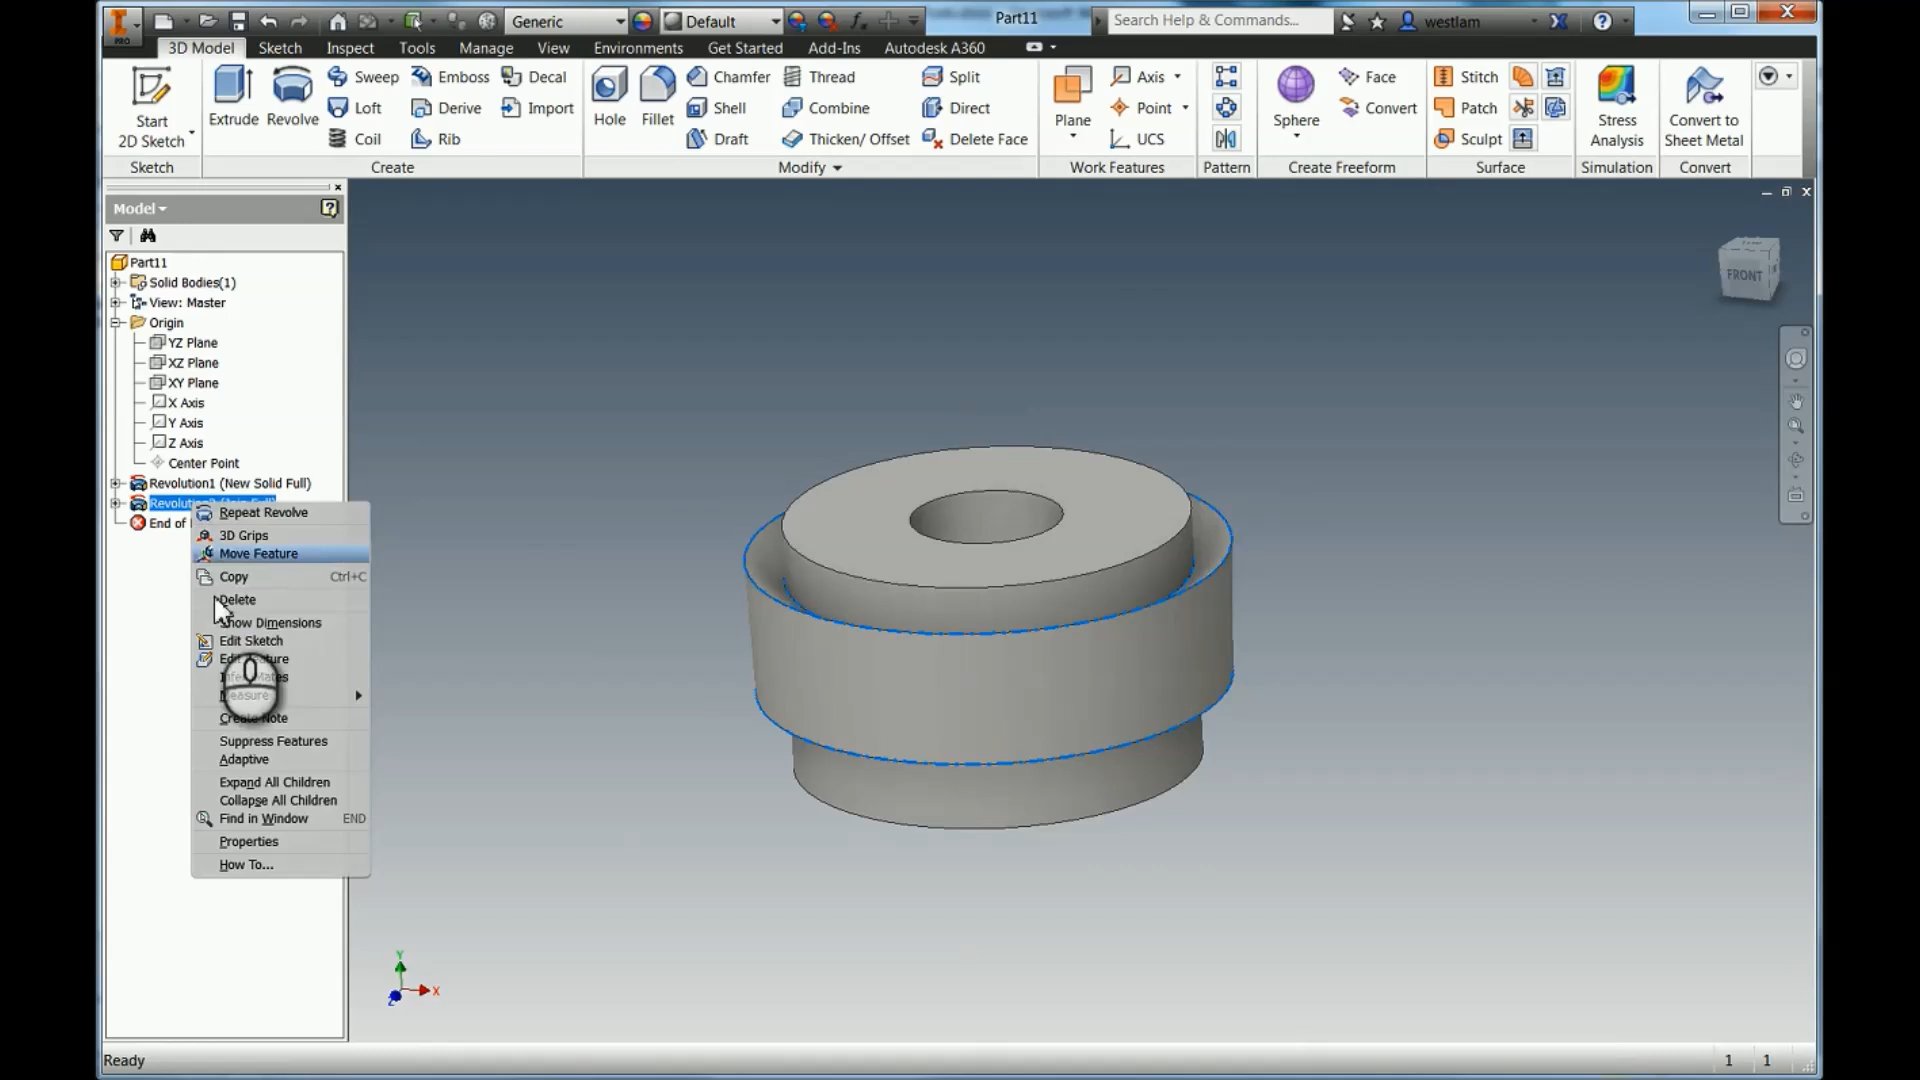 PRO
Generic
Default
Part11
Search Help & Commands...
westlam
3D Model Sketch Inspect Tools Manage View Environments Get Started Add-Ins Autodesk A360
Start 2D Sketch
Extrude
Revolve
Sweep
Loft
Coil
Emboss
Derive
Rib
Decal
Import
Hole
Fillet
Chamfer
Shell
Draft
Thread
Combine
Thicken/ Offset
Split
Direct
Delete Face
Plane
Axis
Point
UCS
Sphere
Face
Convert
Stitch
Patch
Sculpt
Stress Analysis
Convert to Sheet Metal
Sketch Create Modify Work Features Pattern Create Freeform Surface Simulation Convert
Model
Part11
Solid Bodies(1)
View: Master
Origin
YZ Plane
XZ Plane
XY Plane
X Axis
Y Axis
Z Axis
Center Point
Revolution1 (New Solid Full)
End of
Repeat Revolve
3D Grips
Move Feature
Copy Ctrl+C
Delete
Show Dimensions
Edit Sketch
Measure
Create Note
Suppress Features
Adaptive
Expand All Children
Collapse All Children
Find in Window END
Properties
How To...
FRONT
Y
X
Z
Ready
1 1